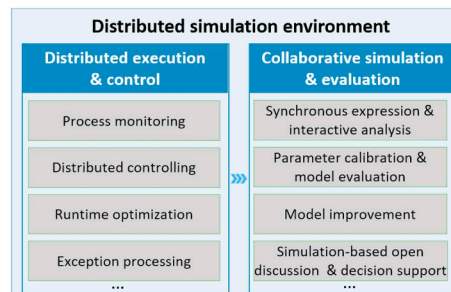 Distributed simulation environment
Distributed execution
& control
Process monitoring
Distributed controlling
Runtime optimization
Exception processing
...
Collaborative simulation
& evaluation
Synchronous expression &
interactive analysis
Parameter calibration &
model evaluation
Model improvement
Simulation-based open
discussion & decision support
...